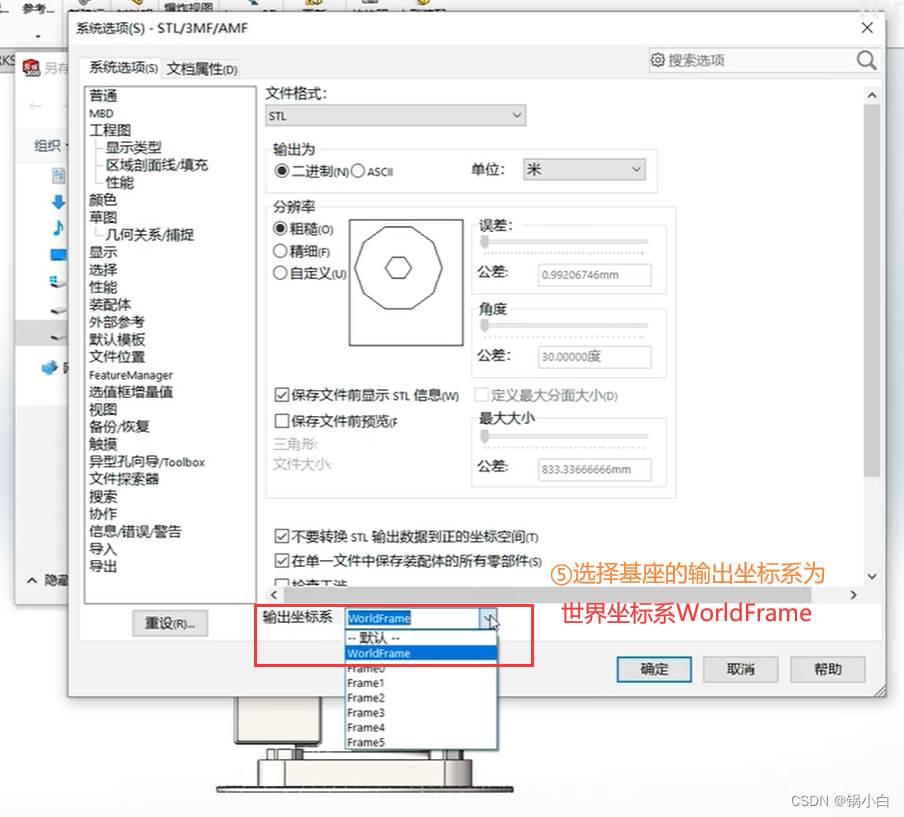 参考...
爆炸视图
系统选项(S) - STL/3MF/AMF
另存
系统选项(S) 文档属性(D)
搜索选项
组织
普通
MBD
工程图
显示类型
区域剖面线/填充
性能
颜色
草图
几何关系/捕捉
显示
选择
性能
装配体
外部参考
默认模板
文件位置
FeatureManager
选值框增量值
视图
备份/恢复
触摸
异型孔向导/Toolbox
文件探索器
搜索
协作
信息/错误/警告
导入
导出
隐藏
重设(R)...
文件格式:
STL
输出为
二进制(N) ASCII
单位: 米
分辨率
粗糙(O)
精细(F)
自定义(U)
误差:
公差: 0.99206746mm
角度
公差: 30.00000度
保存文件前显示 STL 信息(W)
定义最大分面大小(D)
保存文件前预览(F
最大大小
三角形:
文件大小:
公差: 833.33666666mm
不要转换 STL 输出数据到正的坐标空间(T)
在单一文件中保存装配体的所有零部件(S)
检查干涉
⑤选择基座的输出坐标系为
世界坐标系WorldFrame
输出坐标系 WorldFrame
-- 默认 --
WorldFrame
Frame0
Frame1
Frame2
Frame3
Frame4
Frame5
确定 取消 帮助
CSDN @锅小白